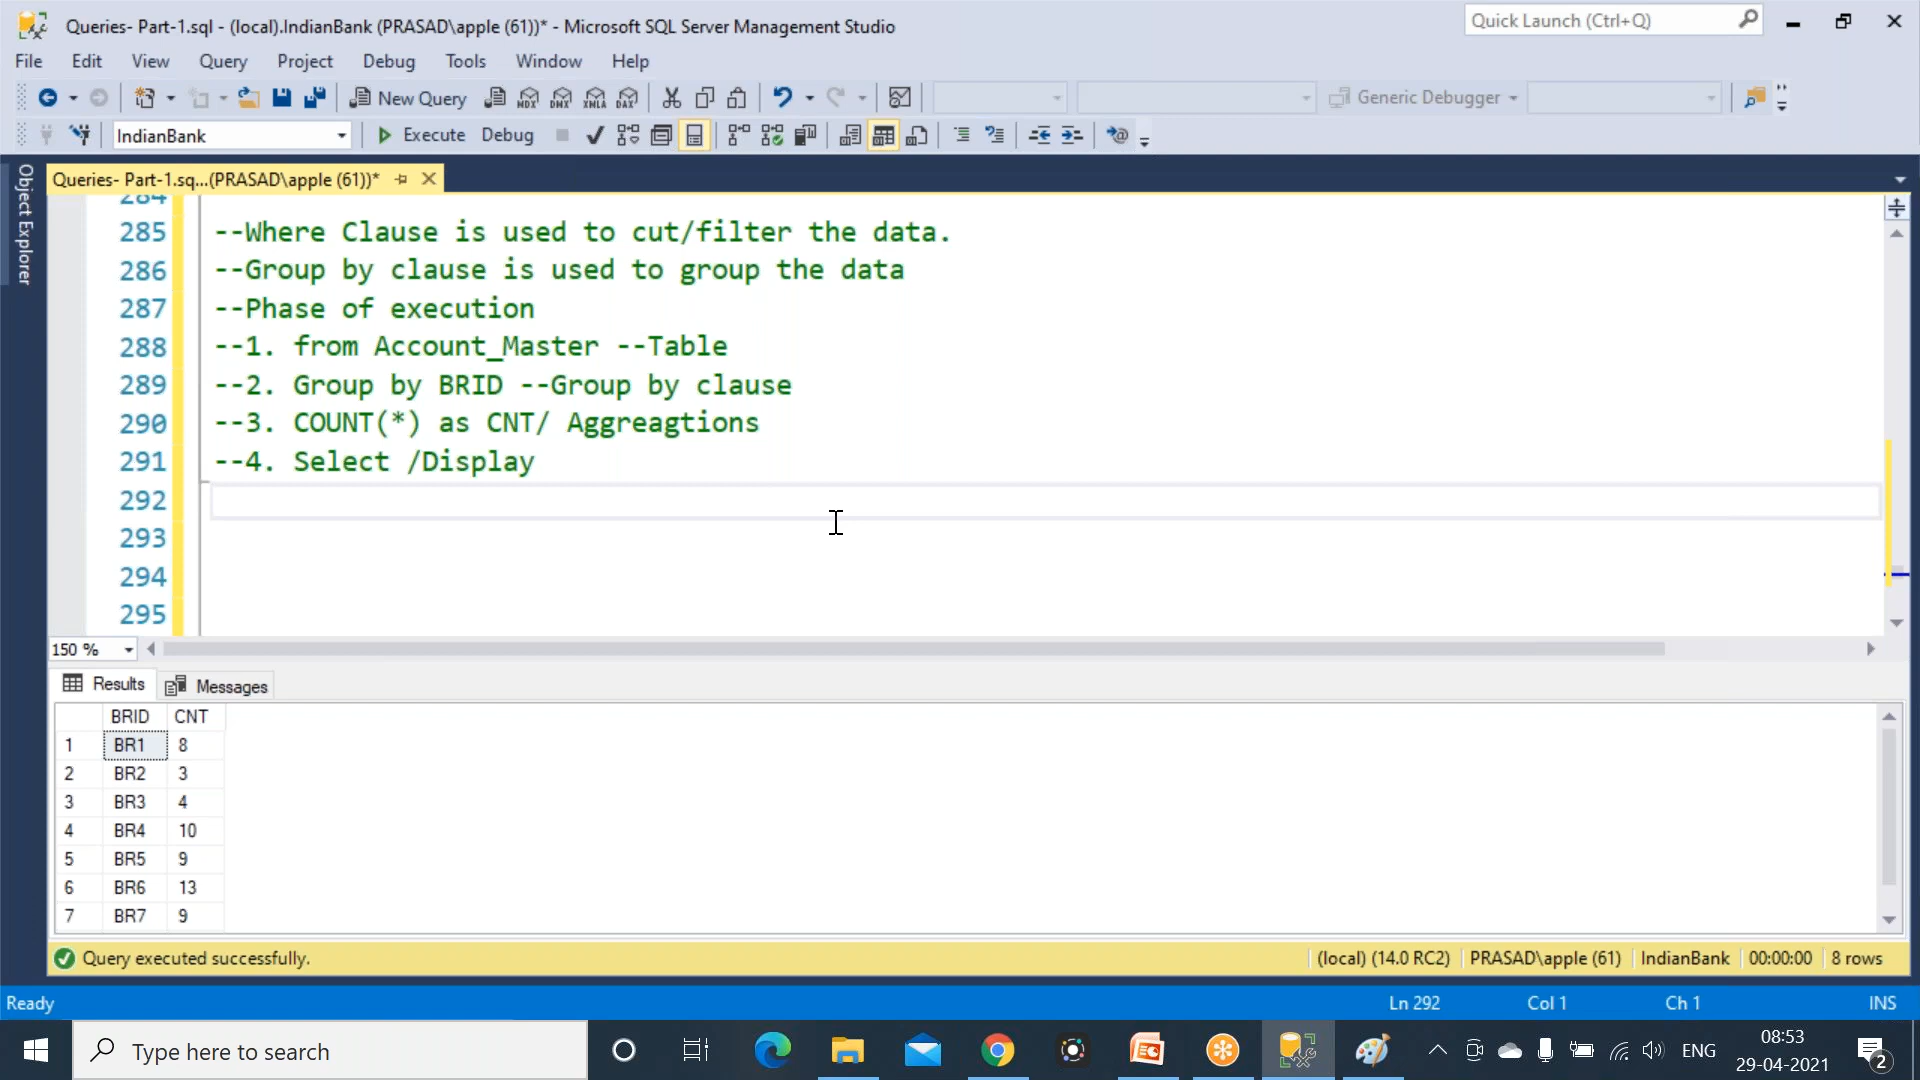 Queries- Part-1.sql - (local).IndianBank (PRASAD\apple (61))* - Microsoft SQL Server Management Studio
Quick Launch (Ctrl+Q)
File Edit View Query Project Debug Tools Window Help
New Query MDX DMX XMLA DAX Generic Debugger
IndianBank Execute Debug
Object Explorer
Queries- Part-1.sq...(PRASAD\apple (61))*
284
285 --Where Clause is used to cut/filter the data.
286 --Group by clause is used to group the data
287 --Phase of execution
288 --1. from Account_Master --Table
289 --2. Group by BRID --Group by clause
290 --3. COUNT(*) as CNT/ Aggreagtions
291 --4. Select /Display
292
293
294
295
150 %
Results Messages
BRID CNT
1 BR1 8
2 BR2 3
3 BR3 4
4 BR4 10
5 BR5 9
6 BR6 13
7 BR7 9
Query executed successfully. (local) (14.0 RC2) PRASAD\apple (61) IndianBank 00:00:00 8 rows
Ready Ln 292 Col 1 Ch 1 INS
Type here to search
ENG
08:53
29-04-2021
2